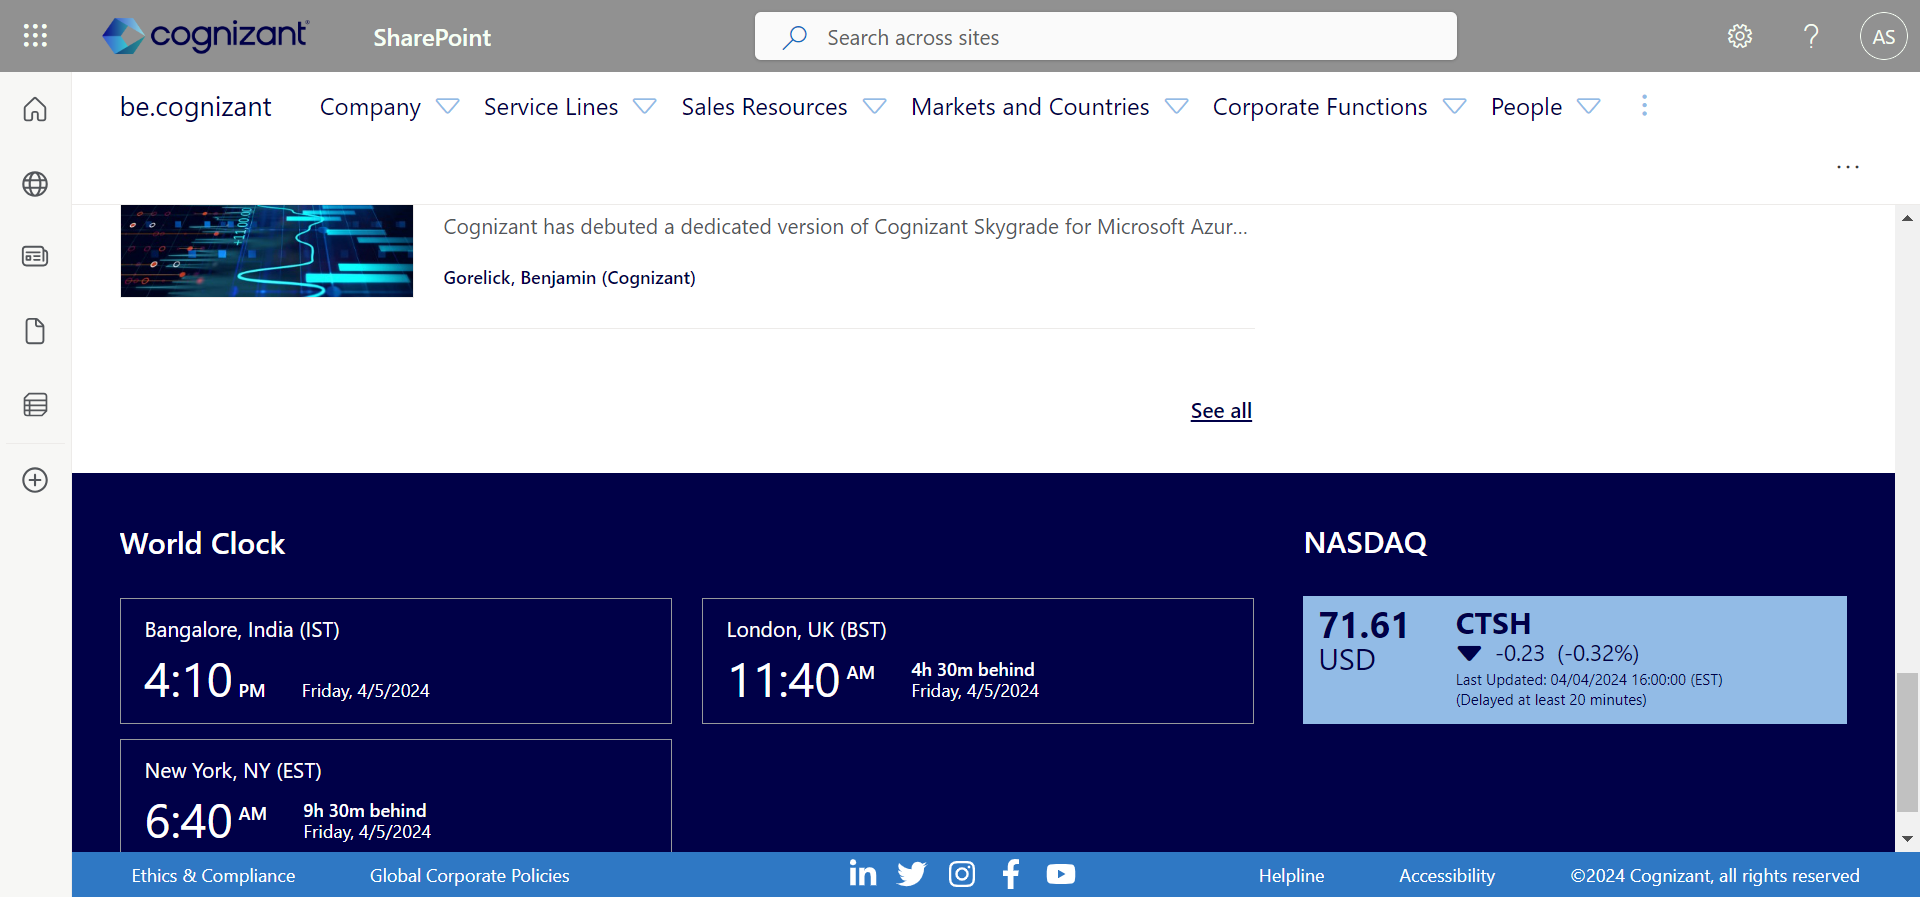 cognizant
SharePoint
Search across sites
AS
be.cognizant
Company
Service Lines
Sales Resources
Markets and Countries
Corporate Functions
People
+11,00.00
Cognizant has debuted a dedicated version of Cognizant Skygrade for Microsoft Azur...
Gorelick, Benjamin (Cognizant)
See all
World Clock
Bangalore, India (IST)
4:10 PM
Friday, 4/5/2024
London, UK (BST)
11:40 AM
4h 30m behind
Friday, 4/5/2024
New York, NY (EST)
6:40 AM
9h 30m behind
Friday, 4/5/2024
NASDAQ
71.61
USD
CTSH
-0.23 (-0.32%)
Last Updated: 04/04/2024 16:00:00 (EST)
(Delayed at least 20 minutes)
Ethics & Compliance
Global Corporate Policies
Helpline
Accessibility
©2024 Cognizant, all rights reserved